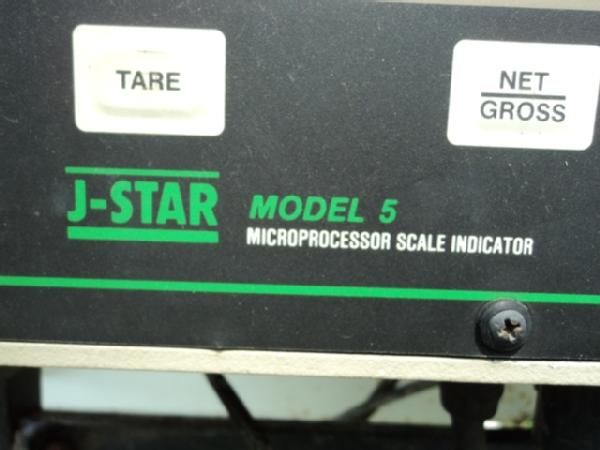 TARE
NET
GROSS
J-STAR
MODEL 5
MICROPROCESSOR SCALE INDICATOR